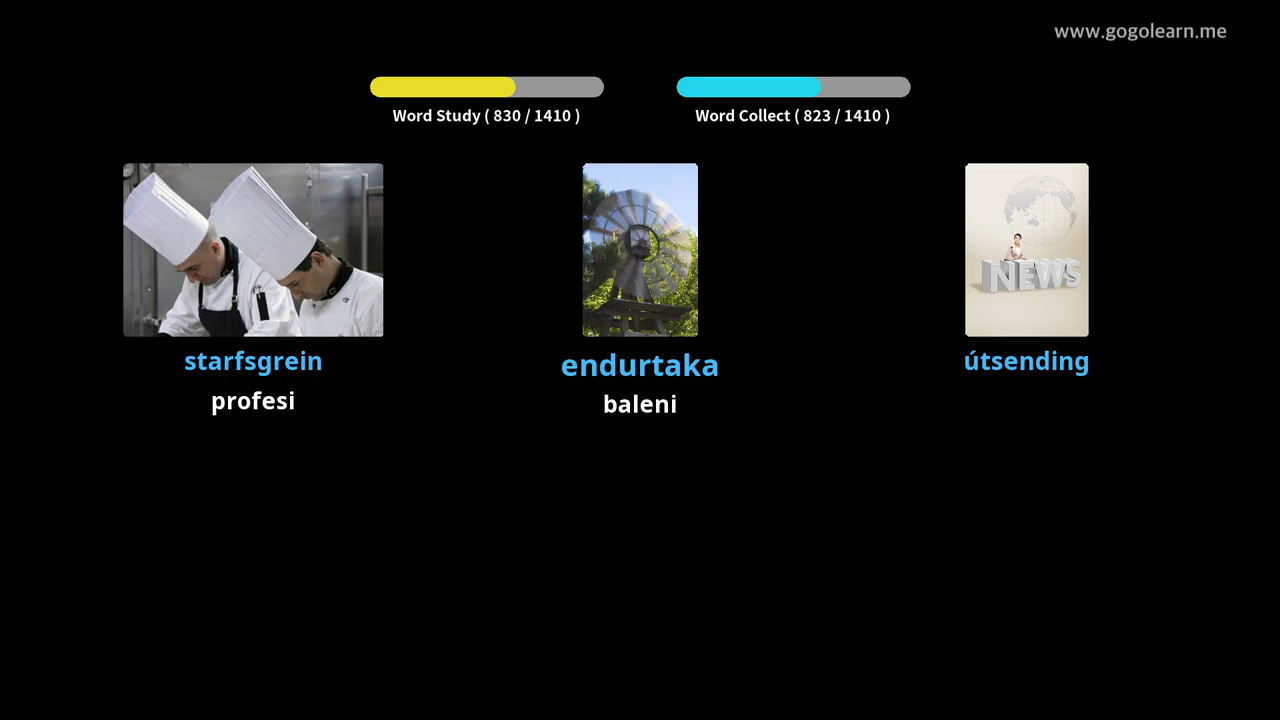 www.gogolearn.me
Word Study ( 830 / 1410 )
Word Collect ( 823 / 1410 )
NEWS
starfsgrein
endurtaka
útsending
profesi
baleni